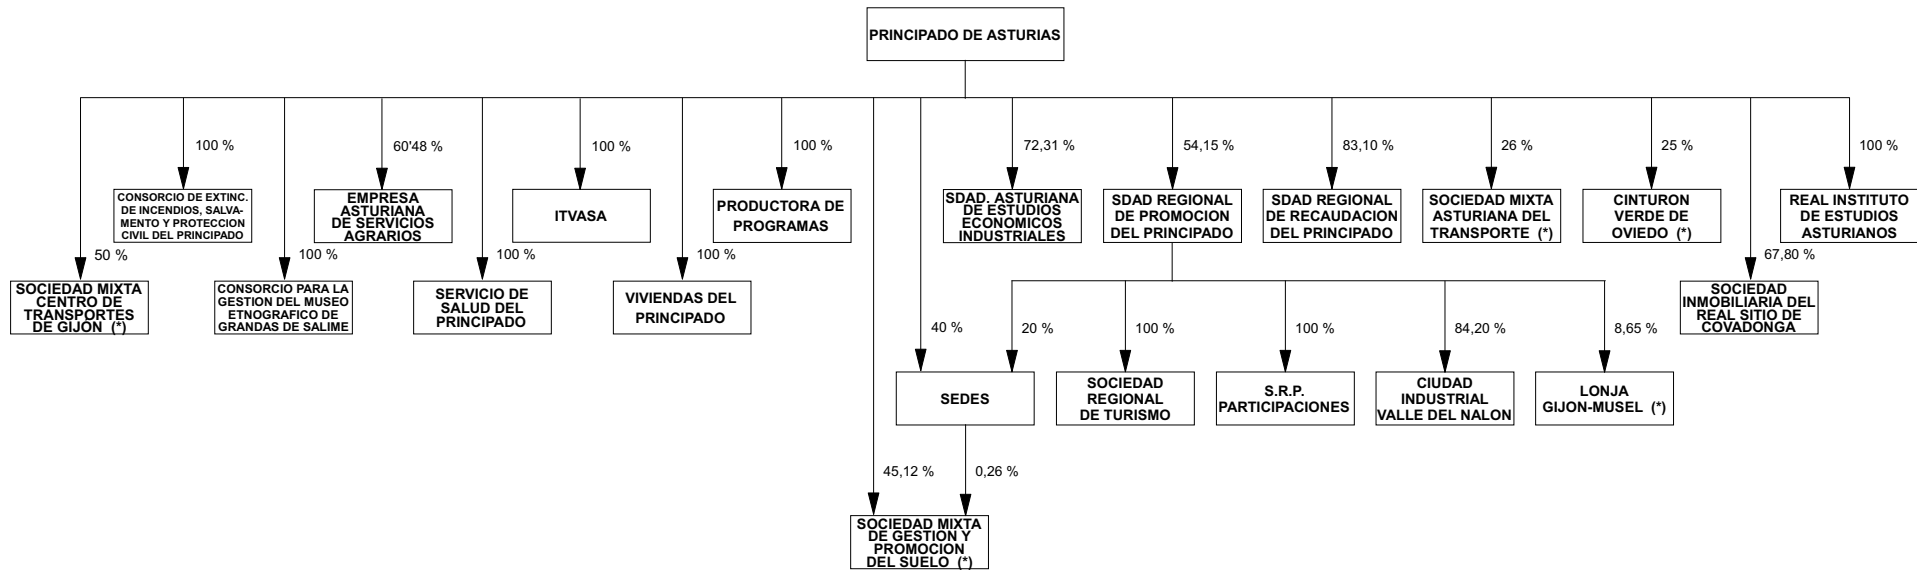 PRINCIPADO DE ASTURIAS
100 %
60'48 %
100 %
100 %
72,31 %
54,15 %
83,10 %
26 %
25 %
100 %
CONSORCIO DE EXTINC.
DE INCENDIOS, SALVA-
MENTO Y PROTECCION
CIVIL DEL PRINCIPADO
EMPRESA
ASTURIANA
DE SERVICIOS
AGRARIOS
ITVASA
PRODUCTORA DE
PROGRAMAS
SDAD. ASTURIANA
DE ESTUDIOS
ECONOMICOS
INDUSTRIALES
SDAD REGIONAL
DE PROMOCION
DEL PRINCIPADO
SDAD REGIONAL
DE RECAUDACION
DEL PRINCIPADO
SOCIEDAD MIXTA
ASTURIANA DEL
TRANSPORTE (*)
CINTURON
VERDE DE
OVIEDO (*)
REAL INSTITUTO
DE ESTUDIOS
ASTURIANOS
50 %
100 %
100 %
100 %
67,80 %
SOCIEDAD MIXTA
CENTRO DE
TRANSPORTES
DE GIJON (*)
CONSORCIO PARA LA
GESTION DEL MUSEO
ETNOGRAFICO DE
GRANDAS DE SALIME
SERVICIO DE
SALUD DEL
PRINCIPADO
VIVIENDAS DEL
PRINCIPADO
SOCIEDAD
INMOBILIARIA DEL
REAL SITIO DE
COVADONGA
40 %
20 %
100 %
100 %
84,20 %
8,65 %
SEDES
SOCIEDAD
REGIONAL
DE TURISMO
S.R.P.
PARTICIPACIONES
CIUDAD
INDUSTRIAL
VALLE DEL NALON
LONJA
GIJON-MUSEL (*)
45,12 %
0,26 %
SOCIEDAD MIXTA
DE GESTION Y
PROMOCION
DEL SUELO (*)